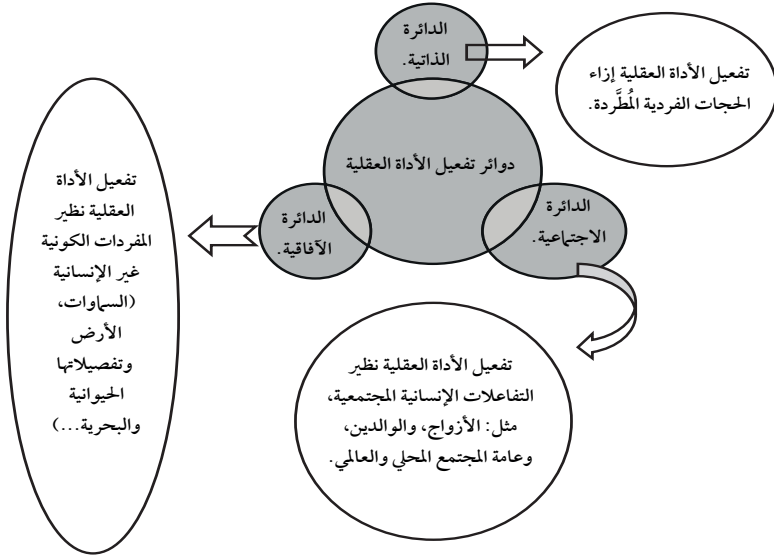 الدائرة
الذاتية.
تفعيل الأداة العقلية إزاء
الحجات الفردية المُطَّردة.
دوائر تفعيل الأداة العقلية
الدائرة
الاجتماعية.
الدائرة
الآفاقية.
تفعيل الأداة
العقلية نظير
المفردات الكونية
غير الإنسانية
(السماوات،
الأرض
وتفصيلاتها
الحيوانية
والبحرية...)
تفعيل الأداة العقلية نظير
التفاعلات الإنسانية المجتمعية،
مثل: الأزواج، والوالدين،
وعامة المجتمع المحلي والعالمي.